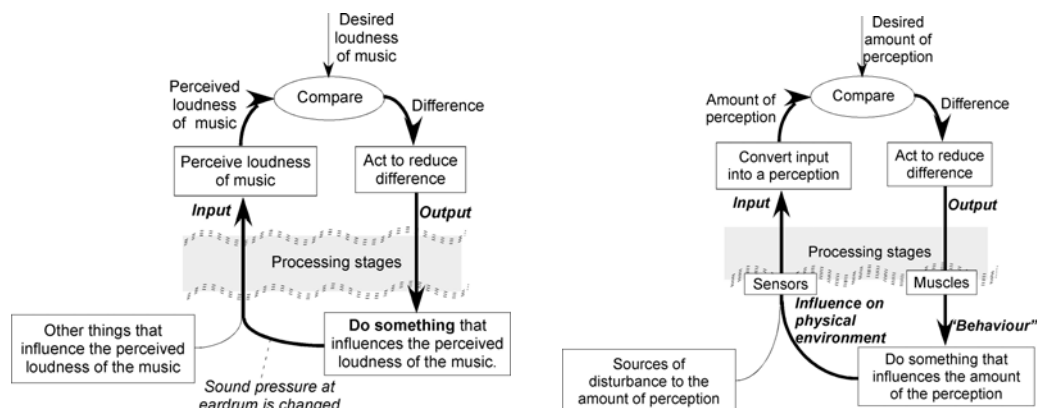 Desired
loudness
of music
Perceived
loudness
of music
Compare
Difference
Perceive loudness
of music
Act to reduce
difference
Input
Output
Processing stages
Other things that
influence the perceived
loudness of the music
Do something that
influences the perceived
loudness of the music.
Sound pressure at
eardrum is changed
Desired
amount of
perception
Amount of
perception
Compare
Difference
Convert input
into a perception
Act to reduce
difference
Input
Output
Processing stages
Sensors
Muscles
Influence on
physical
environment
"Behaviour"
Sources of
disturbance to the
amount of perception
Do something that
influences the amount
of the perception